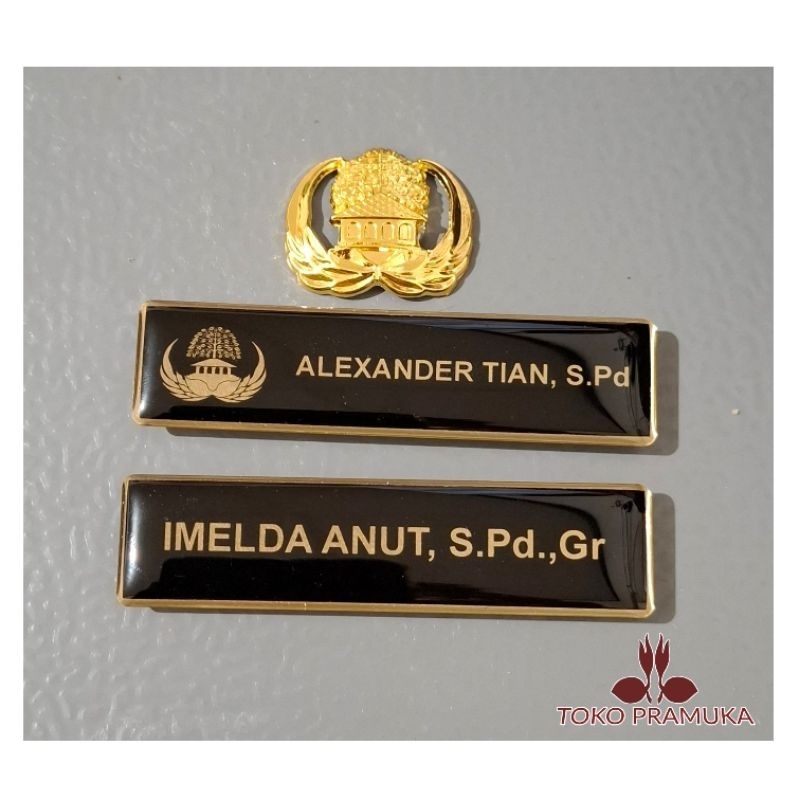 ALEXANDER TIAN, S.Pd
IMELDA ANUT, S.Pd.,Gr
TOKO PRAMUKA